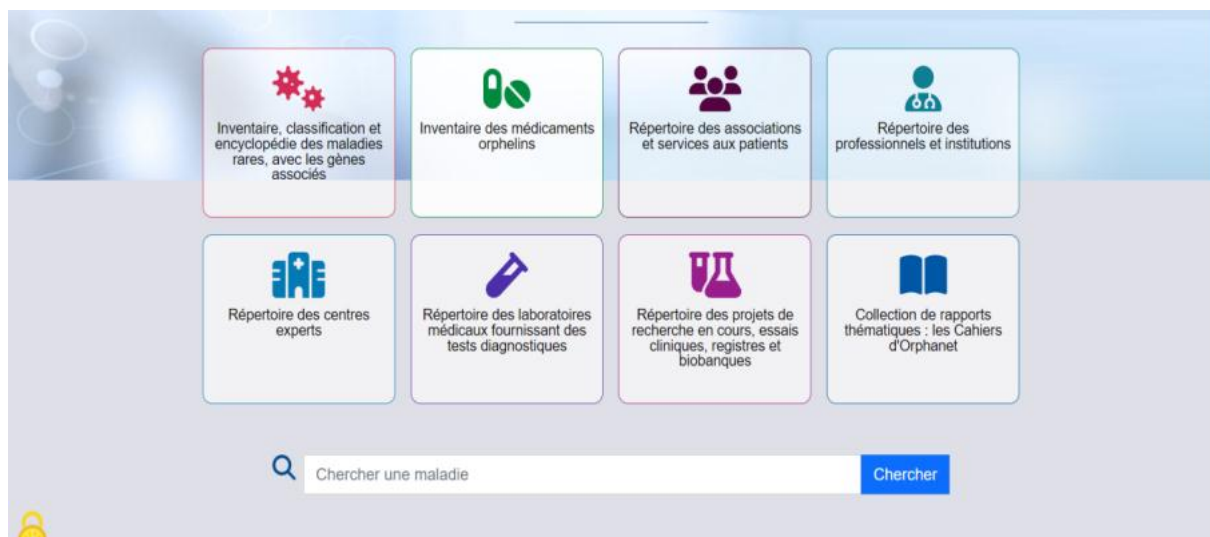 Inventaire, classification et
encyclopédie des maladies
rares, avec les gènes
associés
Inventaire des médicaments
orphelins
Répertoire des associations
et services aux patients
Répertoire des
professionnels et institutions
Répertoire des centres
experts
Répertoire des laboratoires
médicaux fournissant des
tests diagnostiques
Répertoire des projets de
recherche en cours, essais
cliniques, registres et
biobanques
Collection de rapports
thématiques : les Cahiers
d'Orphanet
Chercher une maladie
Chercher